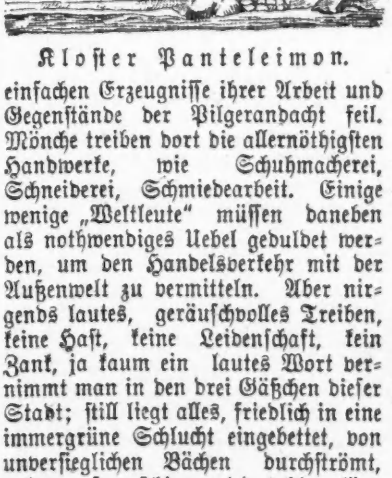 Kloster Panteleimon.
einfachen Erzeugnisse ihrer Arbeit und
Gegenstände der Pilgerandacht feil.
Mönche treiben dort die allernöthigsten
Handwerke, wie Schuhmacherei,
Schneiderei, Schmiedearbeit. Einige
wenige „Weltleute“ müssen daneben
als nothwendiges Uebel geduldet wer-
den, um den Handelsverkehr mit der
Außenwelt zu vermitteln. Aber nir-
gends lautes, geräuschvolles Treiben,
keine Hast, keine Leidenschaft, kein
Zank, ja kaum ein lautes Wort ver-
nimmt man in den drei Gäßchen dieser
Stadt; still liegt alles, friedlich in eine
immergrüne Schlucht eingebettet, von
unversieglichen Bächen durchströmt,